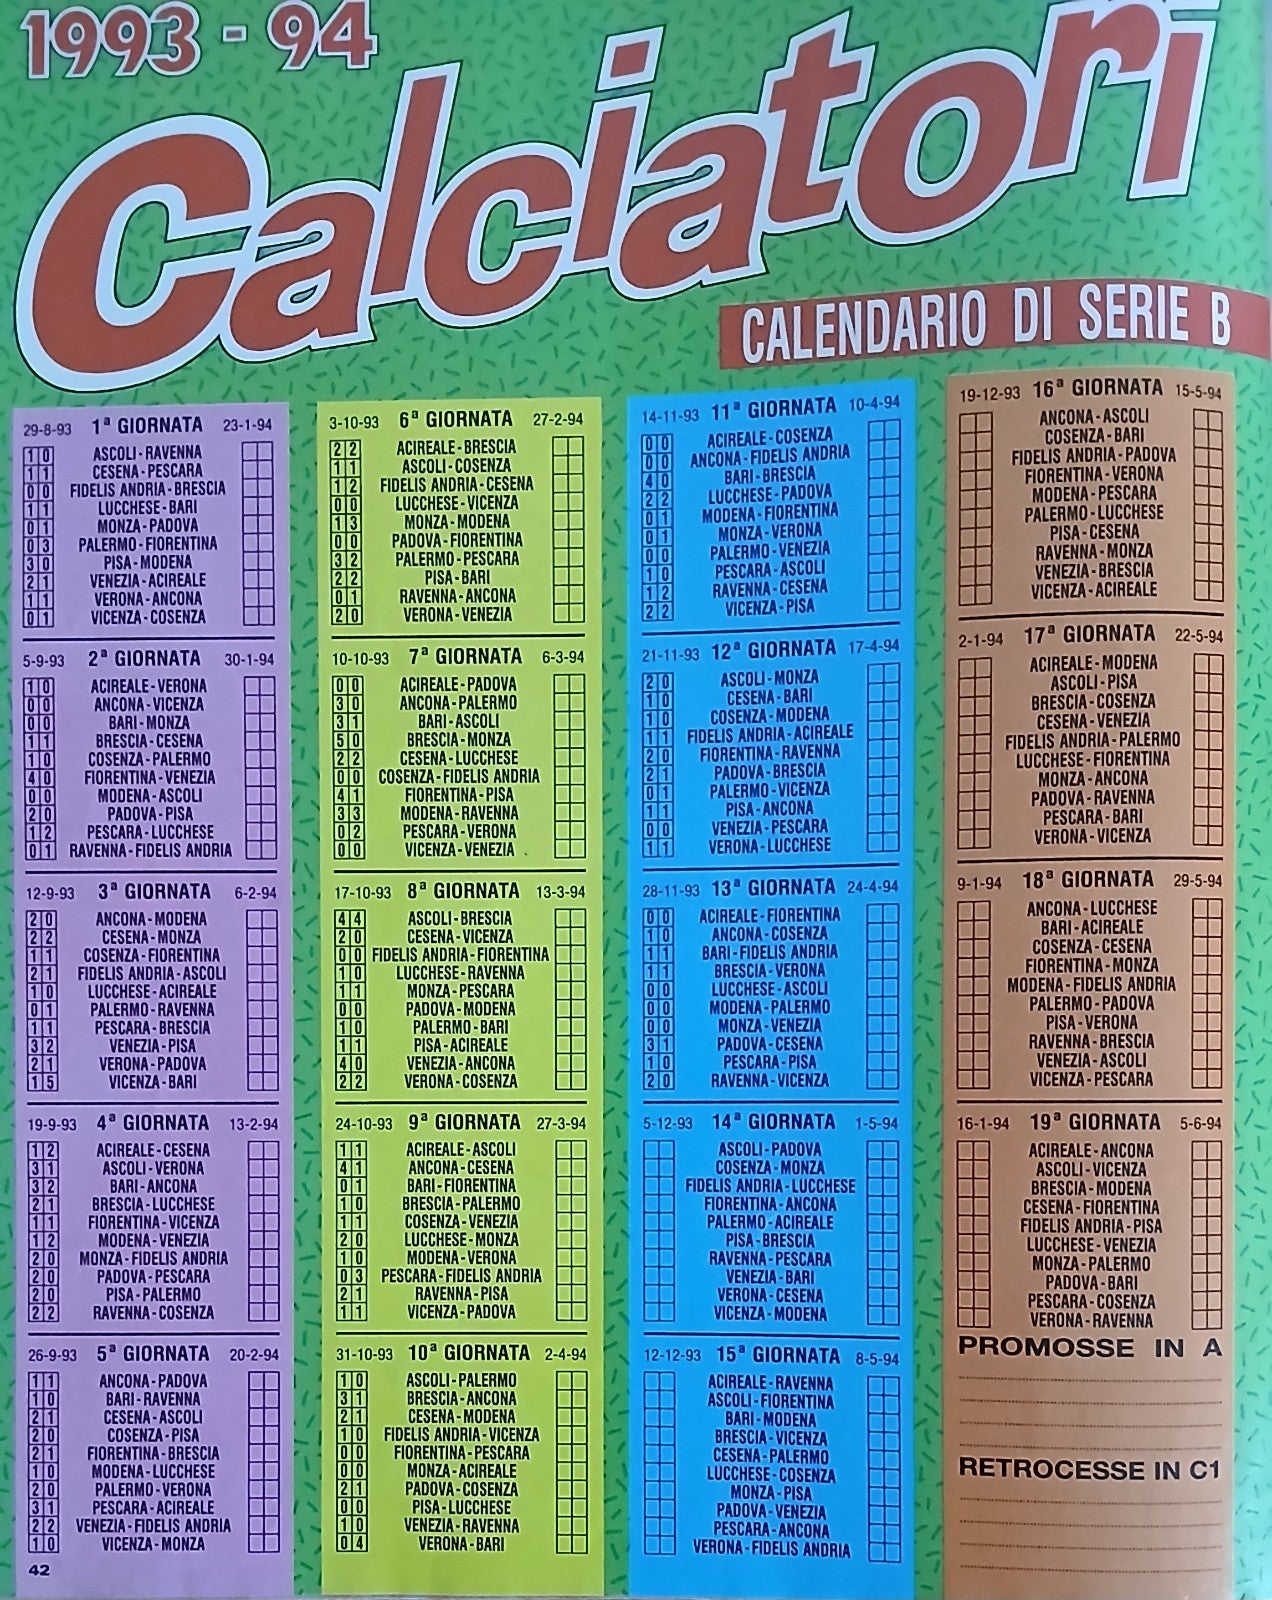 1993 - 94
Calciatori
CALENDARIO DI SERIE B
29-8-93 1ª GIORNATA 23-1-94
1 0 ASCOLI-RAVENNA
1 1 CESENA-PESCARA
0 0 FIDELIS ANDRIA-BRESCIA
1 1 LUCCHESE-BARI
0 1 MONZA-PADOVA
0 3 PALERMO-FIORENTINA
3 0 PISA-MODENA
2 1 VENEZIA-ACIREALE
1 1 VERONA-ANCONA
0 1 VICENZA-COSENZA
5-9-93 2ª GIORNATA 30-1-94
1 0 ACIREALE-VERONA
0 0 ANCONA-VICENZA
0 0 BARI-MONZA
1 1 BRESCIA-CESENA
1 0 COSENZA-PALERMO
4 0 FIORENTINA-VENEZIA
0 0 MODENA-ASCOLI
2 0 PADOVA-PISA
1 2 PESCARA-LUCCHESE
0 1 RAVENNA-FIDELIS ANDRIA
12-9-93 3ª GIORNATA 6-2-94
2 0 ANCONA-MODENA
2 2 CESENA-MONZA
1 1 COSENZA-FIORENTINA
2 1 FIDELIS ANDRIA-ASCOLI
1 0 LUCCHESE-ACIREALE
0 1 PALERMO-RAVENNA
1 1 PESCARA-BRESCIA
3 2 VENEZIA-PISA
2 1 VERONA-PADOVA
1 5 VICENZA-BARI
19-9-93 4ª GIORNATA 13-2-94
1 2 ACIREALE-CESENA
3 1 ASCOLI-VERONA
3 2 BARI-ANCONA
2 1 BRESCIA-LUCCHESE
1 1 FIORENTINA-VICENZA
1 2 MODENA-VENEZIA
2 0 MONZA-FIDELIS ANDRIA
2 0 PADOVA-PESCARA
2 0 PISA-PALERMO
2 2 RAVENNA-COSENZA
26-9-93 5ª GIORNATA 20-2-94
1 1 ANCONA-PADOVA
1 0 BARI-RAVENNA
2 1 CESENA-ASCOLI
2 0 COSENZA-PISA
2 1 FIORENTINA-BRESCIA
1 0 MODENA-LUCCHESE
2 0 PALERMO-VERONA
3 1 PESCARA-ACIREALE
2 2 VENEZIA-FIDELIS ANDRIA
1 0 VICENZA-MONZA
42
3-10-93 6ª GIORNATA 27-2-94
2 2 ACIREALE-BRESCIA
1 1 ASCOLI-COSENZA
1 2 FIDELIS ANDRIA-CESENA
0 0 LUCCHESE-VICENZA
1 3 MONZA-MODENA
0 0 PADOVA-FIORENTINA
3 2 PALERMO-PESCARA
2 2 PISA-BARI
0 1 RAVENNA-ANCONA
2 0 VERONA-VENEZIA
10-10-93 7ª GIORNATA 6-3-94
0 0 ACIREALE-PADOVA
3 0 ANCONA-PALERMO
3 1 BARI-ASCOLI
5 0 BRESCIA-MONZA
2 2 CESENA-LUCCHESE
0 0 COSENZA-FIDELIS ANDRIA
4 1 FIORENTINA-PISA
3 3 MODENA-RAVENNA
0 2 PESCARA-VERONA
0 0 VICENZA-VENEZIA
17-10-93 8ª GIORNATA 13-3-94
4 4 ASCOLI-BRESCIA
2 0 CESENA-VICENZA
0 0 FIDELIS ANDRIA-FIORENTINA
1 0 LUCCHESE-RAVENNA
1 1 MONZA-PESCARA
0 0 PADOVA-MODENA
1 0 PALERMO-BARI
1 1 PISA-ACIREALE
4 0 VENEZIA-ANCONA
2 2 VERONA-COSENZA
24-10-93 9ª GIORNATA 27-3-94
1 1 ACIREALE-ASCOLI
4 1 ANCONA-CESENA
0 1 BARI-FIORENTINA
1 0 BRESCIA-PALERMO
1 1 COSENZA-VENEZIA
2 0 LUCCHESE-MONZA
1 0 MODENA-VERONA
0 3 PESCARA-FIDELIS ANDRIA
2 1 RAVENNA-PISA
1 1 VICENZA-PADOVA
31-10-93 10ª GIORNATA 2-4-94
1 0 ASCOLI-PALERMO
3 1 BRESCIA-ANCONA
2 1 CESENA-MODENA
1 0 FIDELIS ANDRIA-VICENZA
0 0 FIORENTINA-PESCARA
0 0 MONZA-ACIREALE
2 1 PADOVA-COSENZA
0 0 PISA-LUCCHESE
1 0 VENEZIA-RAVENNA
0 4 VERONA-BARI
14-11-93 11ª GIORNATA 10-4-94
0 0 ACIREALE-COSENZA
0 0 ANCONA-FIDELIS ANDRIA
4 0 BARI-BRESCIA
2 2 LUCCHESE-PADOVA
0 1 MODENA-FIORENTINA
0 1 MONZA-VERONA
0 0 PALERMO-VENEZIA
1 0 PESCARA-ASCOLI
1 2 RAVENNA-CESENA
2 2 VICENZA-PISA
21-11-93 12ª GIORNATA 17-4-94
2 0 ASCOLI-MONZA
1 0 CESENA-BARI
1 0 COSENZA-MODENA
1 1 FIDELIS ANDRIA-ACIREALE
2 0 FIORENTINA-RAVENNA
2 1 PADOVA-BRESCIA
0 1 PALERMO-VICENZA
1 1 PISA-ANCONA
0 0 VENEZIA-PESCARA
1 1 VERONA-LUCCHESE
28-11-93 13ª GIORNATA 24-4-94
0 0 ACIREALE-FIORENTINA
1 0 ANCONA-COSENZA
1 1 BARI-FIDELIS ANDRIA
1 1 BRESCIA-VERONA
0 0 LUCCHESE-ASCOLI
0 0 MODENA-PALERMO
0 0 MONZA-VENEZIA
3 1 PADOVA-CESENA
1 0 PESCARA-PISA
2 0 RAVENNA-VICENZA
5-12-93 14ª GIORNATA 1-5-94
ASCOLI-PADOVA
COSENZA-MONZA
FIDELIS ANDRIA-LUCCHESE
FIORENTINA-ANCONA
PALERMO-ACIREALE
PISA-BRESCIA
RAVENNA-PESCARA
VENEZIA-BARI
VERONA-CESENA
VICENZA-MODENA
12-12-93 15ª GIORNATA 8-5-94
ACIREALE-RAVENNA
ASCOLI-FIORENTINA
BARI-MODENA
BRESCIA-VICENZA
CESENA-PALERMO
LUCCHESE-COSENZA
MONZA-PISA
PADOVA-VENEZIA
PESCARA-ANCONA
VERONA-FIDELIS ANDRIA
19-12-93 16ª GIORNATA 15-5-94
ANCONA-ASCOLI
COSENZA-BARI
FIDELIS ANDRIA-PADOVA
FIORENTINA-VERONA
MODENA-PESCARA
PALERMO-LUCCHESE
PISA-CESENA
RAVENNA-MONZA
VENEZIA-BRESCIA
VICENZA-ACIREALE
2-1-94 17ª GIORNATA 22-5-94
ACIREALE-MODENA
ASCOLI-PISA
BRESCIA-COSENZA
CESENA-VENEZIA
FIDELIS ANDRIA-PALERMO
LUCCHESE-FIORENTINA
MONZA-ANCONA
PADOVA-RAVENNA
PESCARA-BARI
VERONA-VICENZA
9-1-94 18ª GIORNATA 29-5-94
ANCONA-LUCCHESE
BARI-ACIREALE
COSENZA-CESENA
FIORENTINA-MONZA
MODENA-FIDELIS ANDRIA
PALERMO-PADOVA
PISA-VERONA
RAVENNA-BRESCIA
VENEZIA-ASCOLI
VICENZA-PESCARA
16-1-94 19ª GIORNATA 5-6-94
ACIREALE-ANCONA
ASCOLI-VICENZA
BRESCIA-MODENA
CESENA-FIORENTINA
FIDELIS ANDRIA-PISA
LUCCHESE-VENEZIA
MONZA-PALERMO
PADOVA-BARI
PESCARA-COSENZA
VERONA-RAVENNA
PROMOSSE IN A
RETROCESSE IN C1